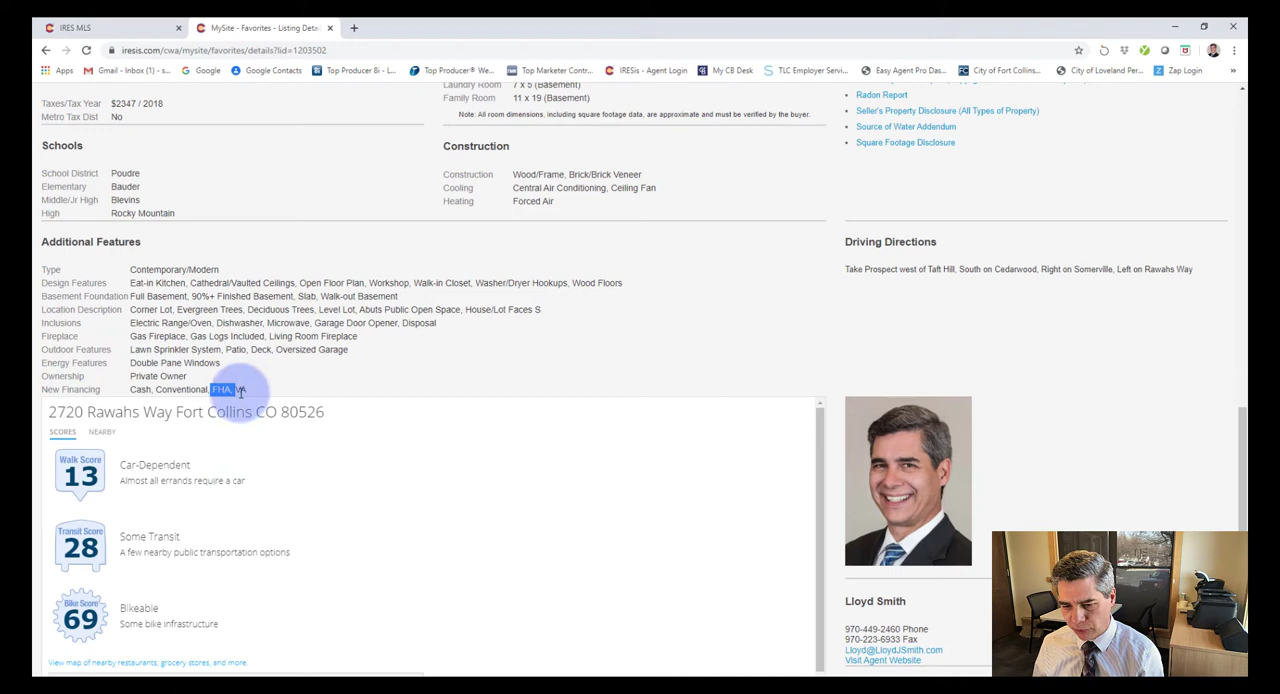 IRES MLS
MySite - Favorites - Listing Deta
iresis.com/cwa/mysite/favorites/details?lid=1203502
Apps
Gmail - Inbox (1) - s...
Google
Google Contacts
Top Producer 8i - L...
Top Producer® We...
Top Marketer Contr...
IRESis - Agent Login
My CB Desk
TLC Employer Servi...
Easy Agent Pro Das...
City of Fort Collins...
City of Loveland Per...
Zap Login
Taxes/Tax Year $2347 / 2018
Metro Tax Dist No
Laundry Room 7 x 5 (Basement)
Family Room 11 x 19 (Basement)
Note: All room dimensions, including square footage data, are approximate and must be verified by the buyer.
Radon Report
Seller's Property Disclosure (All Types of Property)
Source of Water Addendum
Square Footage Disclosure
Schools
School District Poudre
Elementary Bauder
Middle/Jr High Blevins
High Rocky Mountain
Construction
Construction Wood/Frame, Brick/Brick Veneer
Cooling Central Air Conditioning, Ceiling Fan
Heating Forced Air
Additional Features
Type Contemporary/Modern
Design Features Eat-in Kitchen, Cathedral/Vaulted Ceilings, Open Floor Plan, Workshop, Walk-in Closet, Washer/Dryer Hookups, Wood Floors
Basement Foundation Full Basement, 90%+ Finished Basement, Slab, Walk-out Basement
Location Description Corner Lot, Evergreen Trees, Deciduous Trees, Level Lot, Abuts Public Open Space, House/Lot Faces S
Inclusions Electric Range/Oven, Dishwasher, Microwave, Garage Door Opener, Disposal
Fireplace Gas Fireplace, Gas Logs Included, Living Room Fireplace
Outdoor Features Lawn Sprinkler System, Patio, Deck, Oversized Garage
Energy Features Double Pane Windows
Ownership Private Owner
New Financing Cash, Conventional, FHA, VA
Driving Directions
Take Prospect west of Taft Hill, South on Cedarwood, Right on Somerville, Left on Rawahs Way
2720 Rawahs Way Fort Collins CO 80526
SCORES NEARBY
Walk Score
13
Car-Dependent
Almost all errands require a car
Transit Score
28
Some Transit
A few nearby public transportation options
Bike Score
69
Bikeable
Some bike infrastructure
View map of nearby restaurants, grocery stores, and more.
Lloyd Smith
970-449-2460 Phone
970-223-6933 Fax
Lloyd@LloydJSmith.com
Visit Agent Website